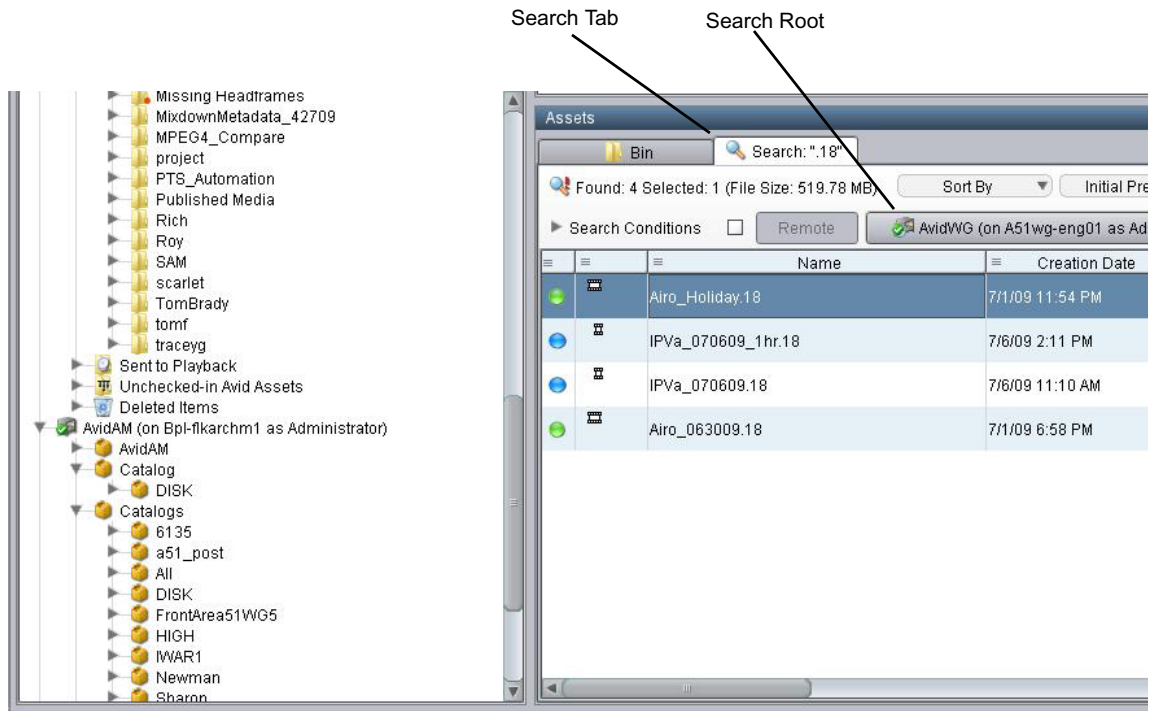 Search Tab
Search Root
Missing Headframes
MixdownMetadata_42709
MPEG4_Compare
project
PTS_Automation
Published Media
Rich
Roy
SAM
scarlet
TomBrady
tomf
traceyg
Sent to Playback
Unchecked-in Avid Assets
Deleted Items
AvidAM (on Bpl-flkarchm1 as Administrator)
AvidAM
Catalog
DISK
Catalogs
6135
a51_post
All
DISK
FrontArea51WG5
HIGH
IWAR1
Newman
Sharon
Assets
Bin
Search: ".18"
Found: 4 Selected: 1 (File Size: 519.78 MB)
Sort By
Initial Pre
Search Conditions
Remote
AvidWG (on A51wg-eng01 as Ad
Name
Creation Date
Airo_Holiday.18
7/1/09 11:54 PM
IPVa_070609_1hr.18
7/6/09 2:11 PM
IPVa_070609.18
7/6/09 11:10 AM
Airo_063009.18
7/1/09 6:58 PM